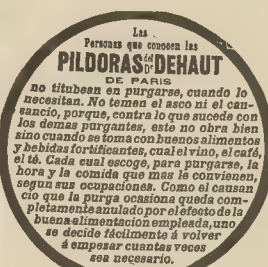 Las
Personas que conocen las
PILDORAS del Dr DEHAUT
DE PARIS
no titubean en purgarse, cuando lo
necesitan. No temen el asco ni el cau-
sancio, porque, contra lo que sucede con
los demas purgantes, este no obra bien
sino cuando se toma con buenos alimentos
y bebidas fortificantes, cual el vino, el café,
el té. Cada cual escoge, para purgarse, la
hora y la comida que mas le convienen,
segun sus ocupaciones. Como el causan
cio que la purga ocasiona queda com-
pletamente anulado por el efecto de la
buena alimentacion empleada, uno
se decide fácilmente á volver
á empezar cuantas veces
sea necesario.